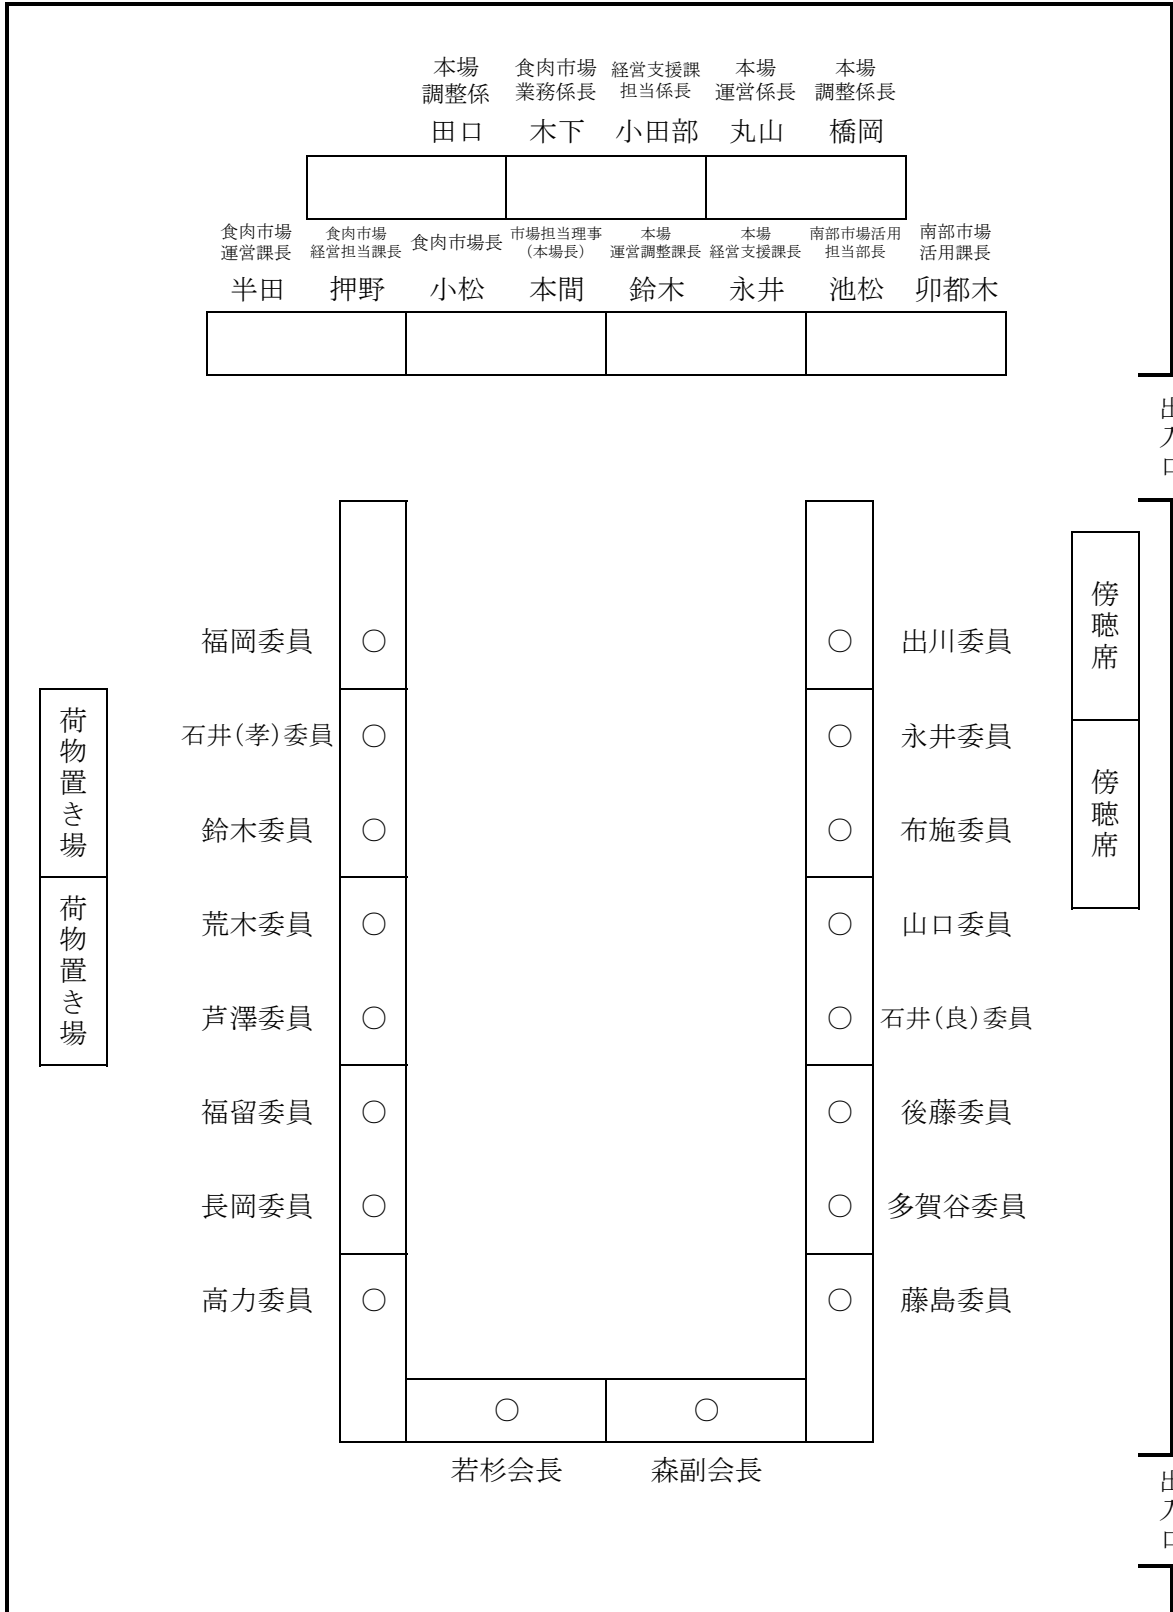 本場 食肉市場 経営支援課 本場 本場
調整係 業務係長 担当係長 運営係長 調整係長
田口 木下 小田部 丸山 橋岡
食肉市場 食肉市場 食肉市場長 市場担当理事 本場 本場 南部市場活用 南部市場
運営課長 経営担当課長 (本場長) 運営調整課長 経営支援課長 担当部長 活用課長
半田 押野 小松 本間 鈴木 永井 池松 卯都木
出入口
傍聴席
福岡委員 ○ ○ 出川委員
石井(孝)委員 ○ ○ 永井委員
荷物置き場
傍聴席
鈴木委員 ○ ○ 布施委員
荒木委員 ○ ○ 山口委員
荷物置き場
芦澤委員 ○ ○ 石井(良)委員
福留委員 ○ ○ 後藤委員
長岡委員 ○ ○ 多賀谷委員
高力委員 ○ ○ 藤島委員
○ ○
若杉会長 森副会長
出入口